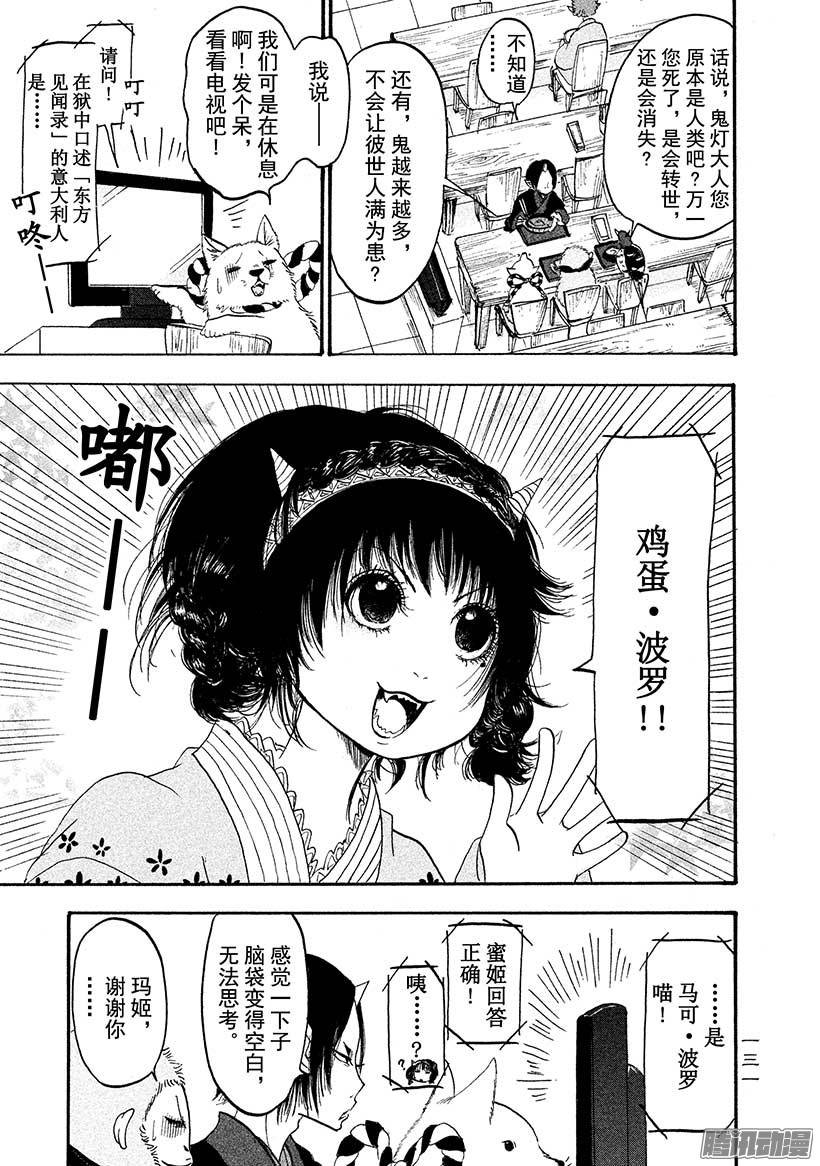 话说，鬼灯大人您
原本是人类吧？万一
您死了，是会转世，
还是会消失？
不知道
……
还有，鬼越来越多，
不会让彼世人满为患？
我说——
我们可是在休息
啊！发个呆，
看看电视吧！
叮叮
请问！
在狱中口述「东方
见闻录」的意大利人
是……
叮咚——
鸡蛋·波罗!!
嘟——
……是
马可·波罗
喵！
蜜姬回答
正确！
咦
……？
感觉一下子
脑袋变得空白，
无法思考。
玛姬，
谢谢你
……
一三一
腾讯动漫